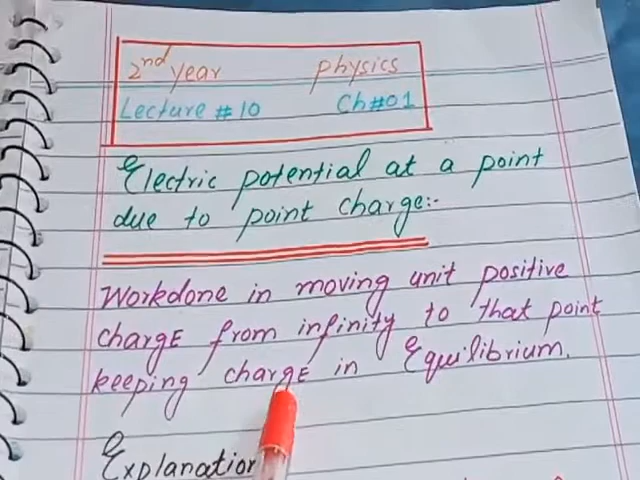 2nd year Physics
Lecture #10 Ch#01
Electric potential at a point
due to point charge:-
Workdone in moving unit positive
chargE from infinity to that point
keeping chargE in Equilibrium.
Explanation